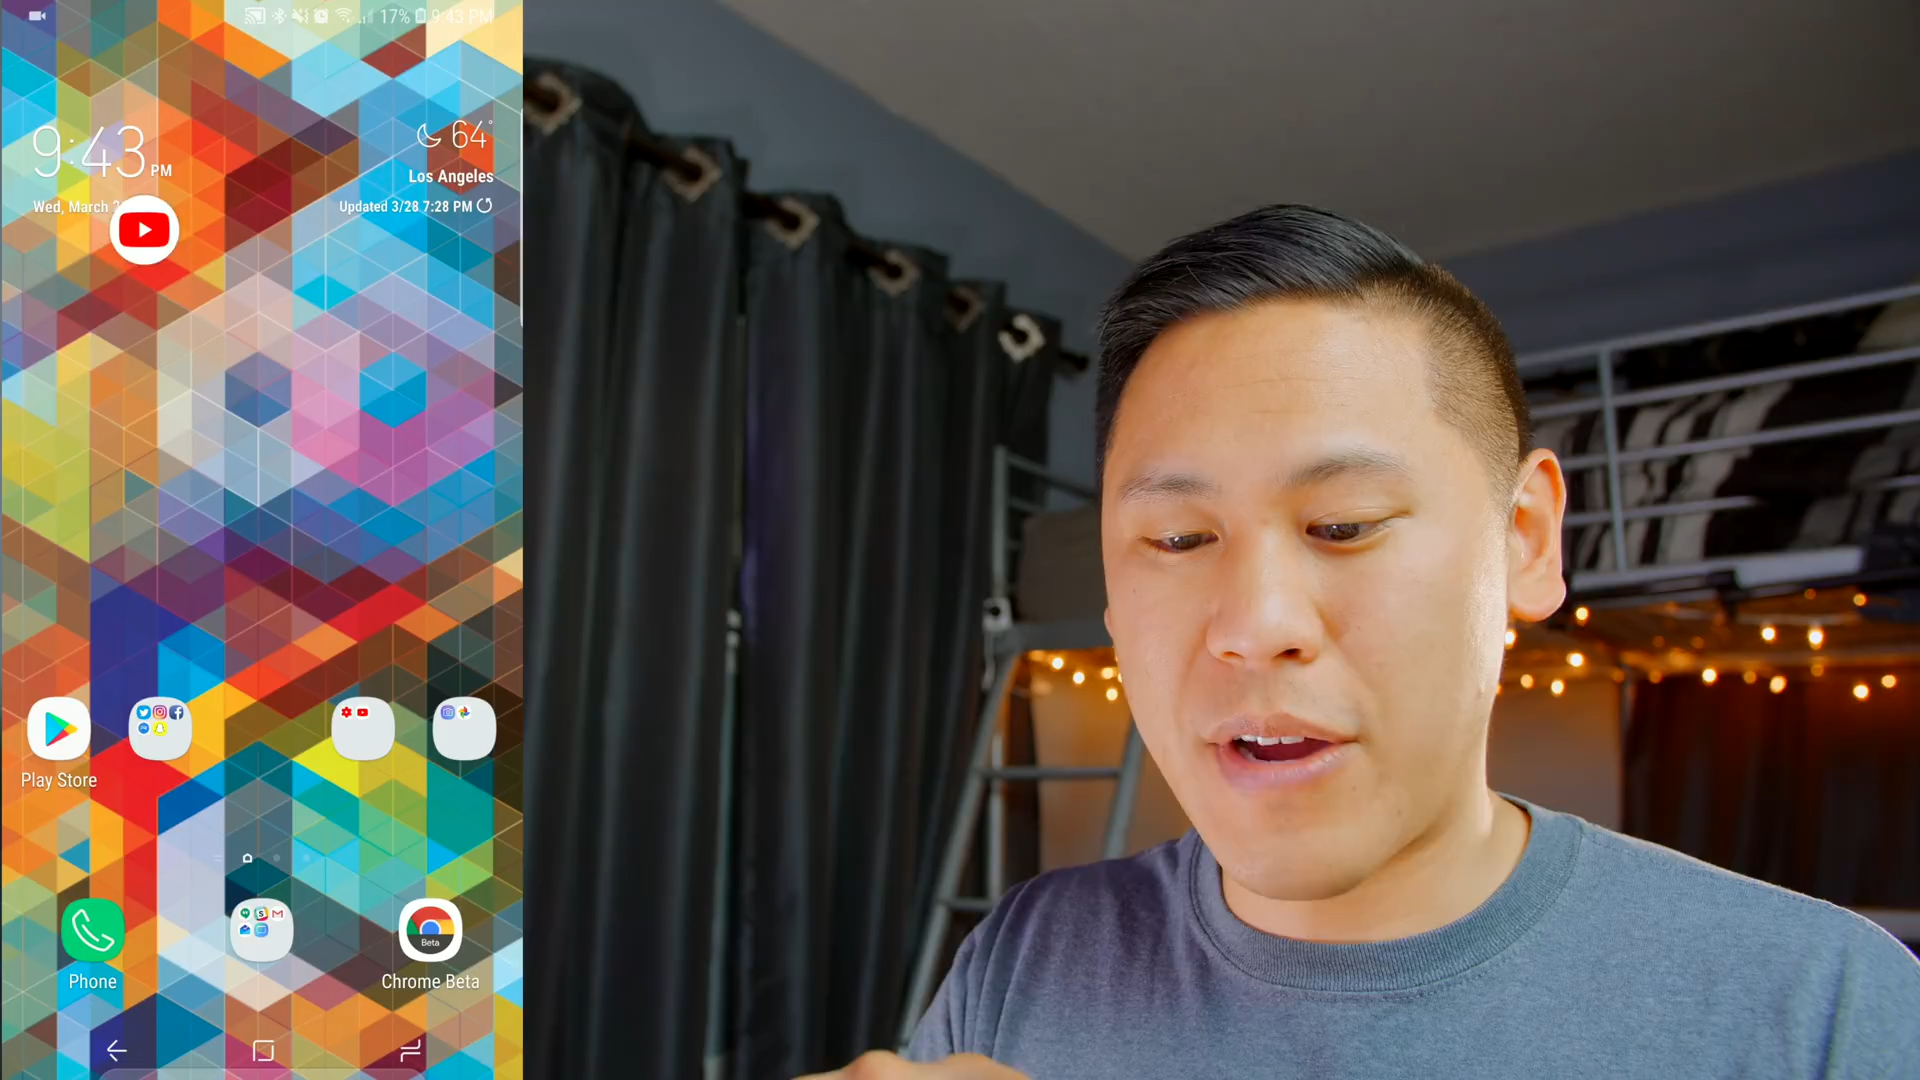 17% 9:43 PM
9:43 PM
64°
Los Angeles
Wed, March
Updated 3/28 7:28 PM
Play Store
Beta
Phone
Chrome Beta